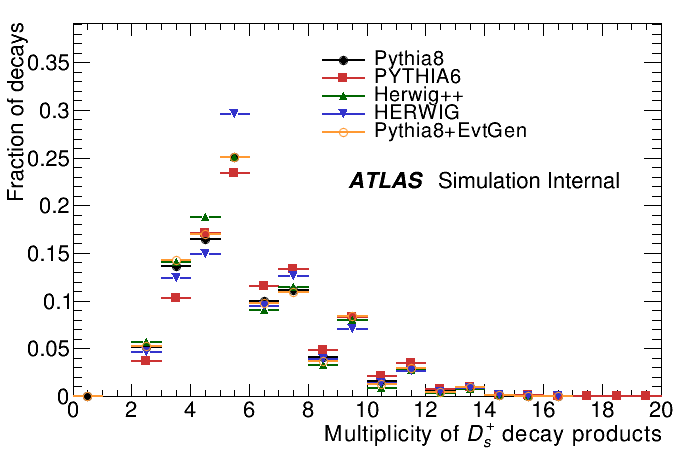 Fraction of decays
0.35
0.3
0.25
0.2
0.15
0.1
0.05
0
Pythia8
PYTHIA6
Herwig++
HERWIG
Pythia8+EvtGen
ATLAS Simulation Internal
0 2 4 6 8 10 12 14 16 18 20
Multiplicity of D_s^+ decay products